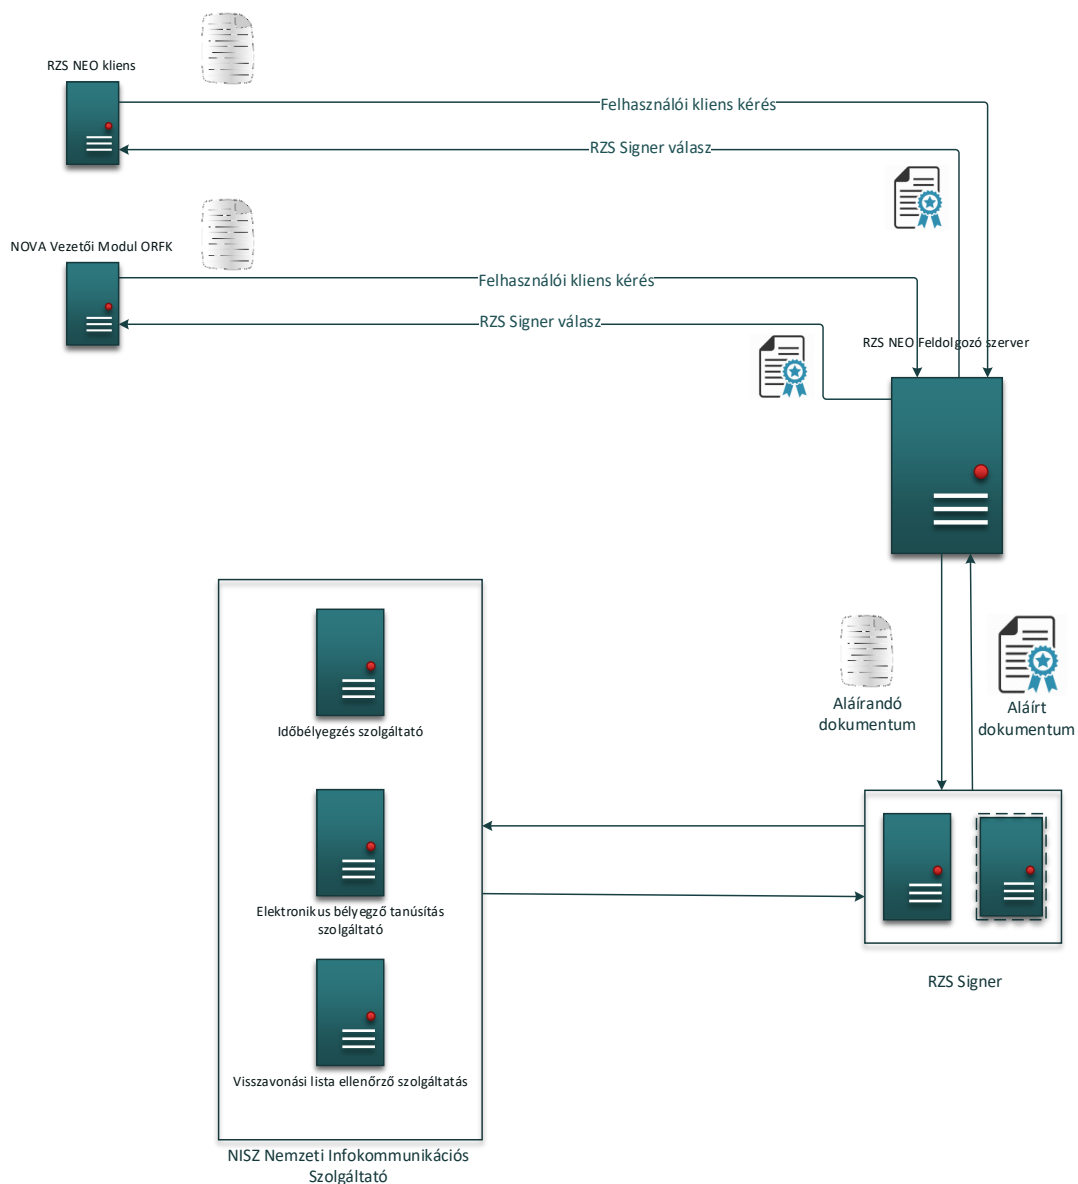 RZS NEO kliens
Felhasználói kliens kérés
RZS Signer válasz
NOVA Vezetői Modul ORFK
Felhasználói kliens kérés
RZS Signer válasz
RZS NEO Feldolgozó szerver
Aláírandó
dokumentum
Aláírt
dokumentum
Időbélyegzés szolgáltató
Elektronikus bélyegző tanúsítás
szolgáltató
RZS Signer
Visszavonási lista ellenőrző szolgáltatás
NISZ Nemzeti Infokommunikációs
Szolgáltató